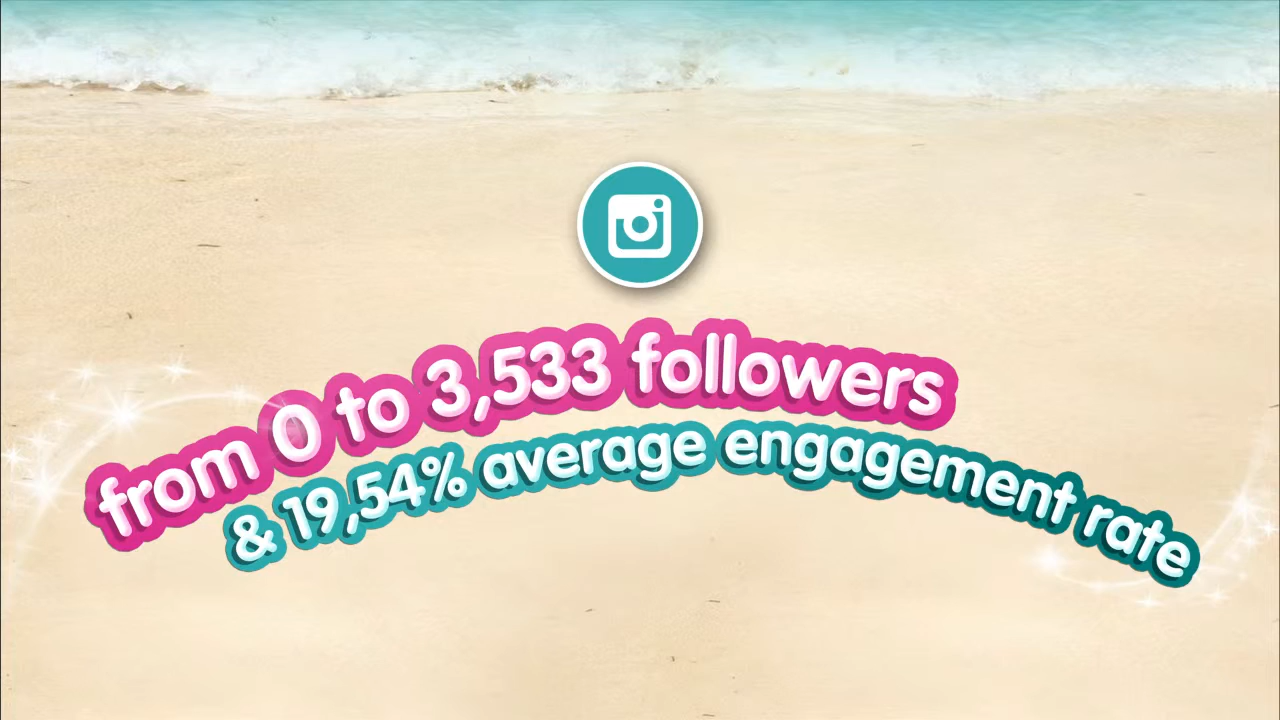 from 0 to 3,533 followers
& 19,54% average engagement rate